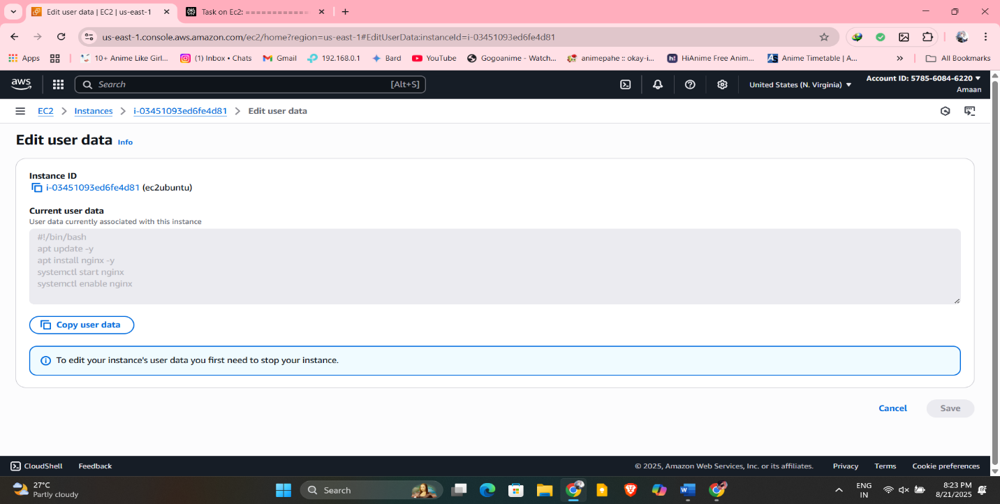 Edit user data | EC2 | us-east-1
Task on Ec2: ============
us-east-1.console.aws.amazon.com/ec2/home?region=us-east-1#EditUserData:instanceId=i-03451093ed6fe4d81
Apps
10+ Anime Like Girl...
(1) Inbox • Chats
Gmail
192.168.0.1
Bard
YouTube
Gogoanime - Watch...
animepahe :: okay-i...
HiAnime Free Anim...
Anime Timetable | A...
»
All Bookmarks
aws
Search
[Alt+S]
United States (N. Virginia)
Account ID: 5785-6084-6220
Amaan
EC2
Instances
i-03451093ed6fe4d81
Edit user data
Edit user data Info
Instance ID
i-03451093ed6fe4d81 (ec2ubuntu)
Current user data
User data currently associated with this instance
#!/bin/bash
apt update -y
apt install nginx -y
systemctl start nginx
systemctl enable nginx
Copy user data
To edit your instance's user data you first need to stop your instance.
Cancel
Save
CloudShell
Feedback
© 2025, Amazon Web Services, Inc. or its affiliates.
Privacy
Terms
Cookie preferences
27°C
Partly cloudy
Search
ENG
IN
8:23 PM
8/21/2025